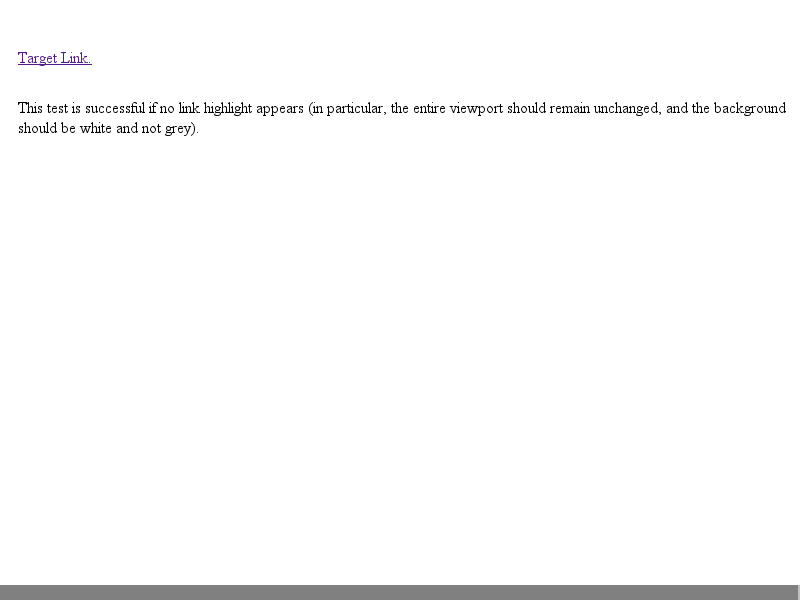 Target Link.
This test is successful if no link highlight appears (in particular, the entire viewport should remain unchanged, and the background
should be white and not grey).